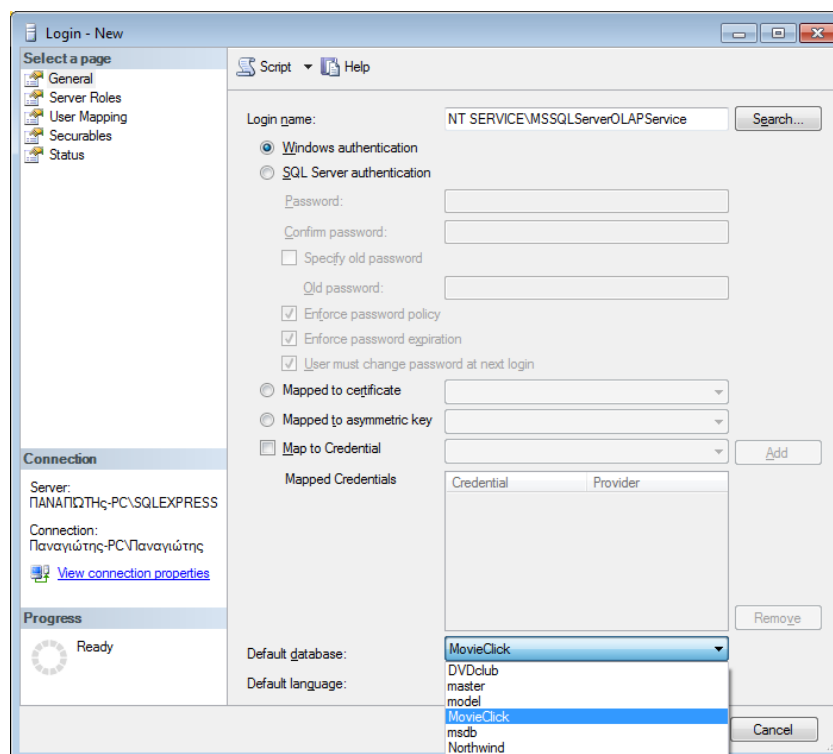 Login - New
Select a page
General
Server Roles
User Mapping
Securables
Status
Script
Help
Login name:
NT SERVICE\MSSQLServerOLAPService
Search...
Windows authentication
SQL Server authentication
Password:
Confirm password:
Specify old password
Old password:
Enforce password policy
Enforce password expiration
User must change password at next login
Mapped to certificate
Mapped to asymmetric key
Map to Credential
Add
Mapped Credentials
Credential
Provider
Remove
Connection
Server:
ΠΑΝΑΠΏΤΗς-PC\SQLEXPRESS
Connection:
Παναγιώτης-PC\Παναγιώτης
View connection properties
Progress
Ready
Default database:
MovieClick
Default language:
DVDclub
master
model
MovieClick
msdb
Northwind
Cancel